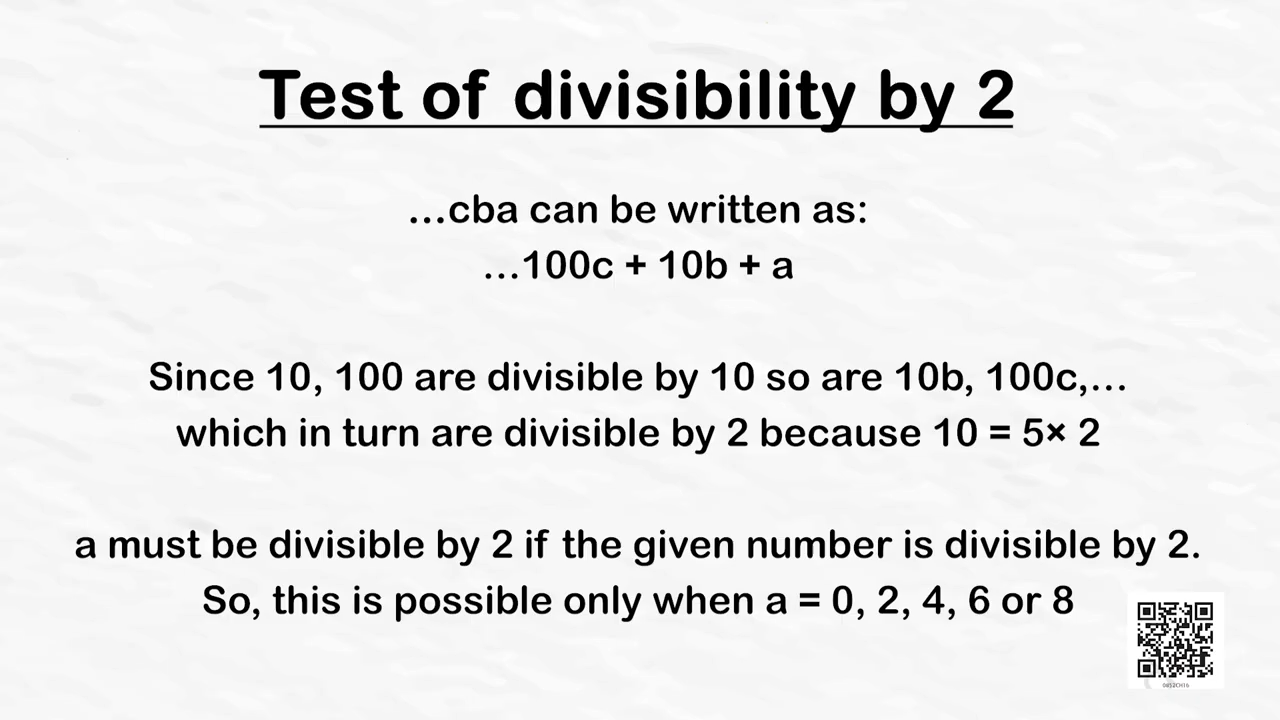 Test of divisibility by 2
...cba can be written as:
...100c + 10b + a
Since 10, 100 are divisible by 10 so are 10b, 100c,...
which in turn are divisible by 2 because 10 = 5× 2
a must be divisible by 2 if the given number is divisible by 2.
So, this is possible only when a = 0, 2, 4, 6 or 8